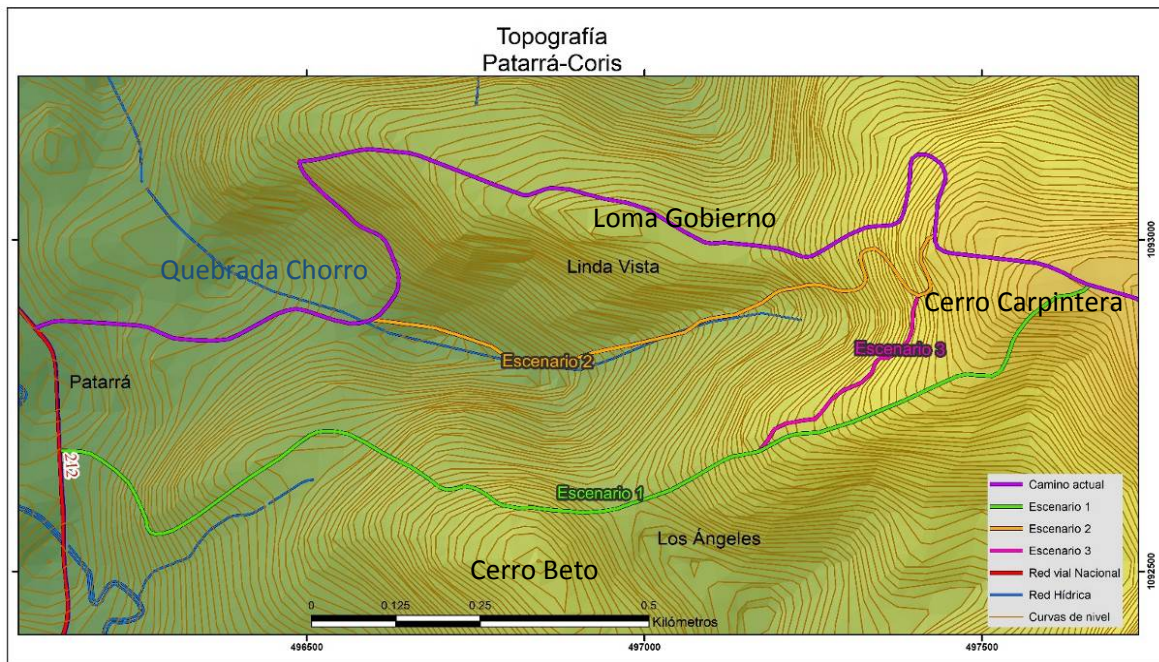 Topografía
Patarrá-Coris
Loma Gobierno
Linda Vista
Quebrada Chorro
Cerro Carpintera
Escenario 2
Escenario 3
Patarrá
212
Escenario 1
Los Ángeles
Cerro Beto
0 0.125 0.25 0.5
Kilómetros
Camino actual
Escenario 1
Escenario 2
Escenario 3
Red vial Nacional
Red Hídrica
Curvas de nivel
1093000
1092500
496500 497000 497500